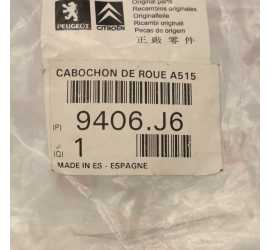 Original parts
Recambios originales
Originalteile
Ricambi originali
Peças de origem
正廠零件
PEUGEOT
CITROËN
CABOCHON DE ROUE A515
(P) 9406.J6
(Q) 1
MADE IN ES - ESPAGNE